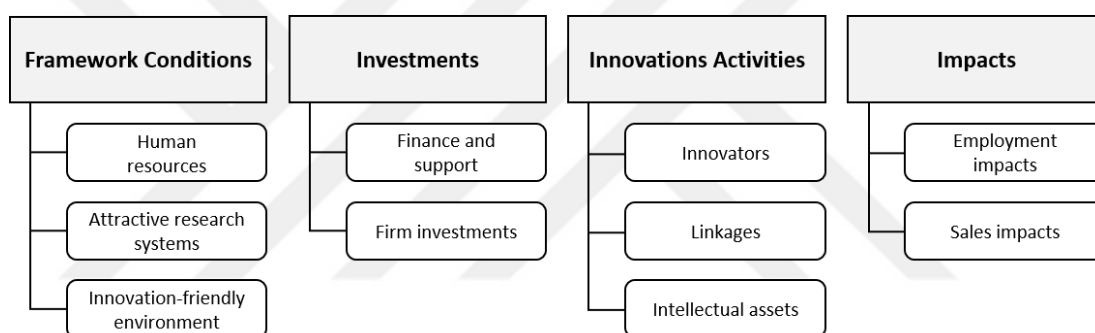 Framework Conditions
Human
resources
Attractive research
systems
Innovation-friendly
environment
Investments
Finance and
support
Firm investments
Innovations Activities
Innovators
Linkages
Intellectual assets
Impacts
Employment
impacts
Sales impacts